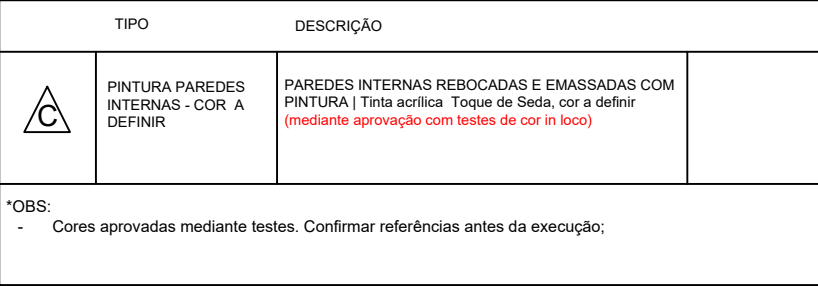 TIPO DESCRIÇÃO
C
PINTURA PAREDES
INTERNAS - COR A
DEFINIR
PAREDES INTERNAS REBOCADAS E EMASSADAS COM
PINTURA | Tinta acrílica Toque de Seda, cor a definir
(mediante aprovação com testes de cor in loco)
*OBS:
- Cores aprovadas mediante testes. Confirmar referências antes da execução;